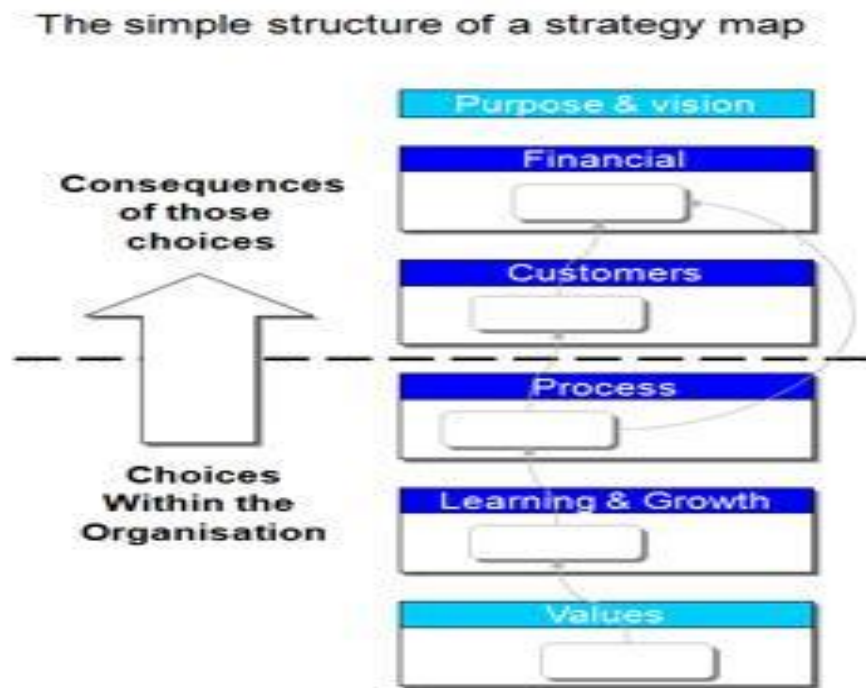 The simple structure of a strategy map
Purpose & vision
Financial
Consequences
of those
choices
Customers
Process
Choices
Within the
Organisation
Learning & Growth
Values